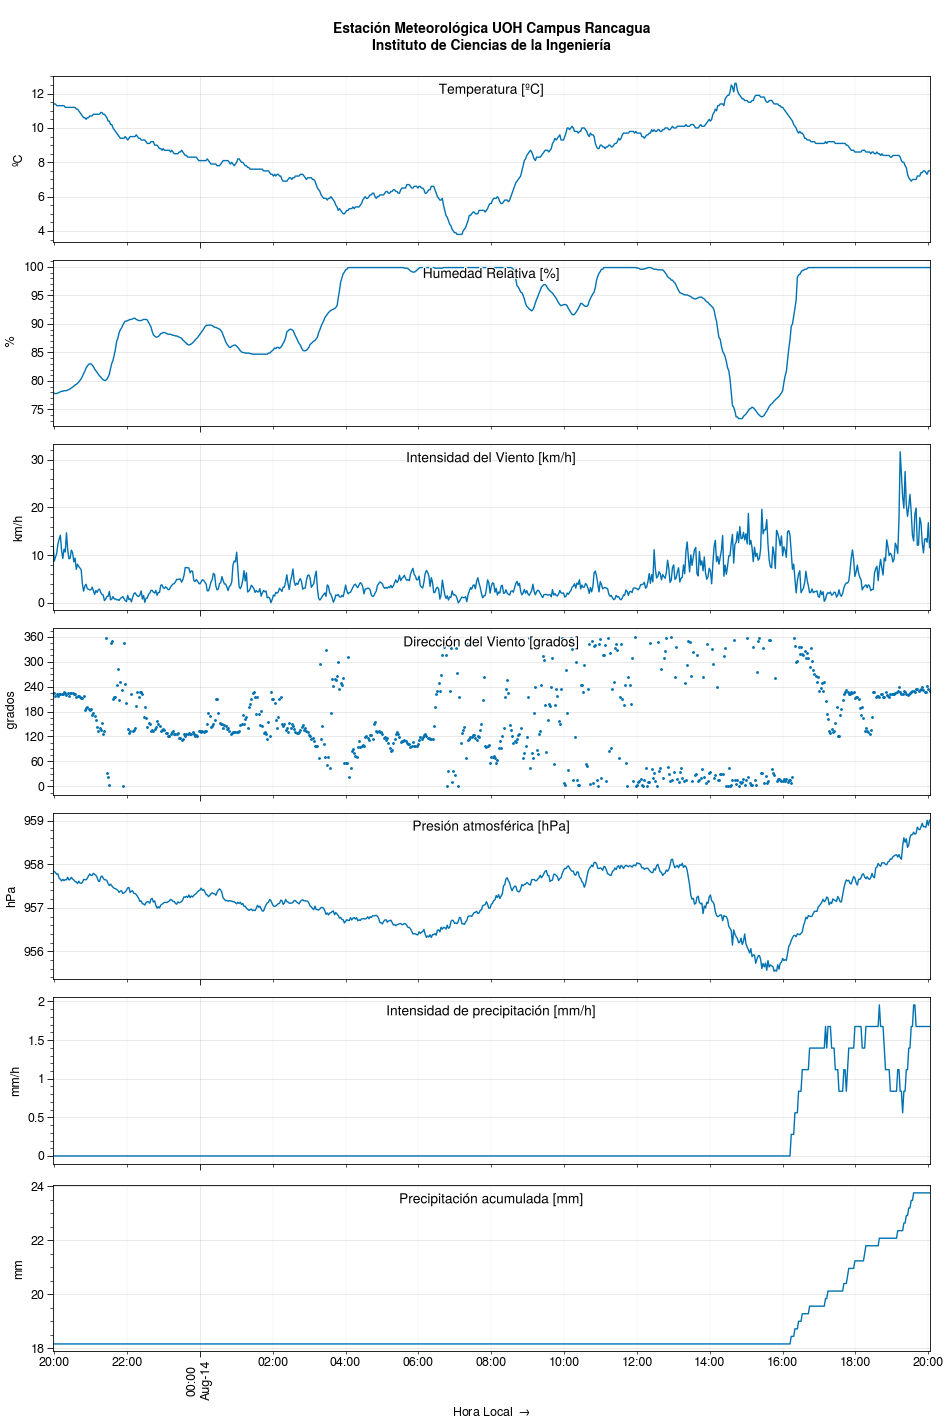 Estación Meteorológica UOH Campus Rancagua
Instituto de Ciencias de la Ingeniería
Temperatura [ºC]
ºC
12
10
8
6
4
Humedad Relativa [%]
%
100
95
90
85
80
75
Intensidad del Viento [km/h]
km/h
30
20
10
0
Dirección del Viento [grados]
grados
360
300
240
180
120
60
0
Presión atmosférica [hPa]
hPa
959
958
957
956
Intensidad de precipitación [mm/h]
mm/h
2
1.5
1
0.5
0
Precipitación acumulada [mm]
mm
24
22
20
18
20:00
22:00
00:00
Aug-14
02:00
04:00
06:00
08:00
10:00
12:00
14:00
16:00
18:00
20:00
Hora Local →